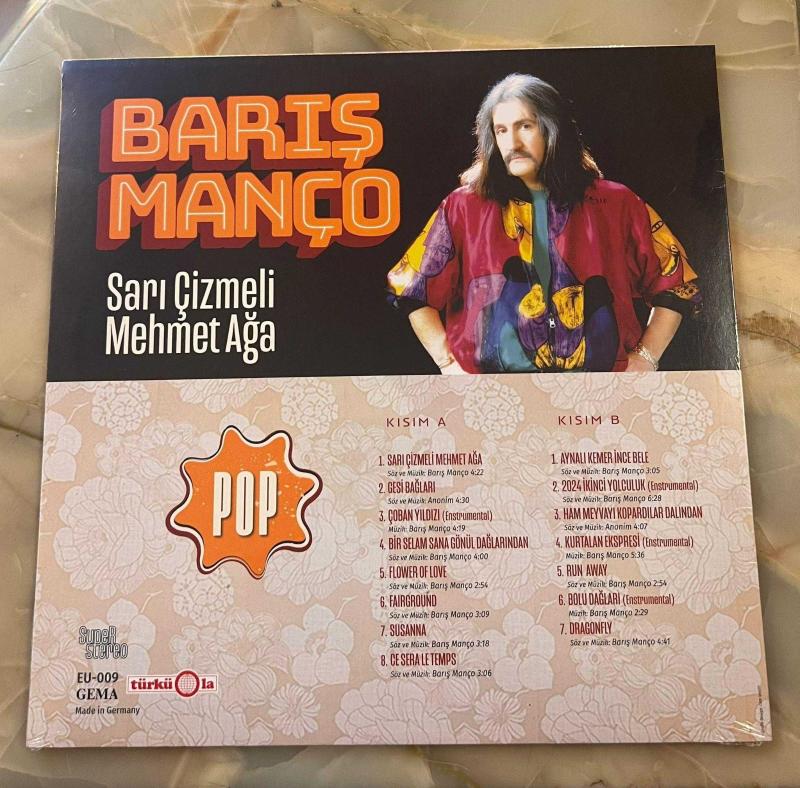 BARIŞ
MANÇO
Sarı Çizmeli
Mehmet Ağa
POP
KISIM A
1. SARI ÇİZMELİ MEHMET AĞA
Söz ve Müzik: Barış Manço 4:22
2. GESİ BAĞLARI
Söz ve Müzik: Anonim 4:30
3. ÇOBAN YILDIZI (Enstrumental)
Müzik: Barış Manço 4:19
4. BİR SELAM SANA GÖNÜL DAĞLARINDAN
Söz ve Müzik: Barış Manço 4:00
5. FLOWER OF LOVE
Söz ve Müzik: Barış Manço 2:54
6. FAIRGROUND
Söz ve Müzik: Barış Manço 3:09
7. SUSANNA
Söz ve Müzik: Barış Manço 3:18
8. CE SERA LE TEMPS
Söz ve Müzik: Barış Manço 3:06
KISIM B
1. AYNALI KEMER İNCE BELE
Söz ve Müzik: Barış Manço 3:05
2. 2024 İKİNCİ YOLCULUK (Enstrumental)
Söz ve Müzik: Barış Manço 6:28
3. HAM MEYVAYI KOPARDILAR DALINDAN
Söz ve Müzik: Anonim 4:07
4. KURTALAN EKSPRESİ (Enstrumental)
Müzik: Barış Manço 5:36
5. RUN AWAY
Söz ve Müzik: Barış Manço 2:54
6. BOLU DAĞLARI (Enstrumental)
Müzik: Barış Manço 2:29
7. DRAGONFLY
Söz ve Müzik: Barış Manço 4:41
SupeR
steReo
EU-009
GEMA
türkü la
Made in Germany